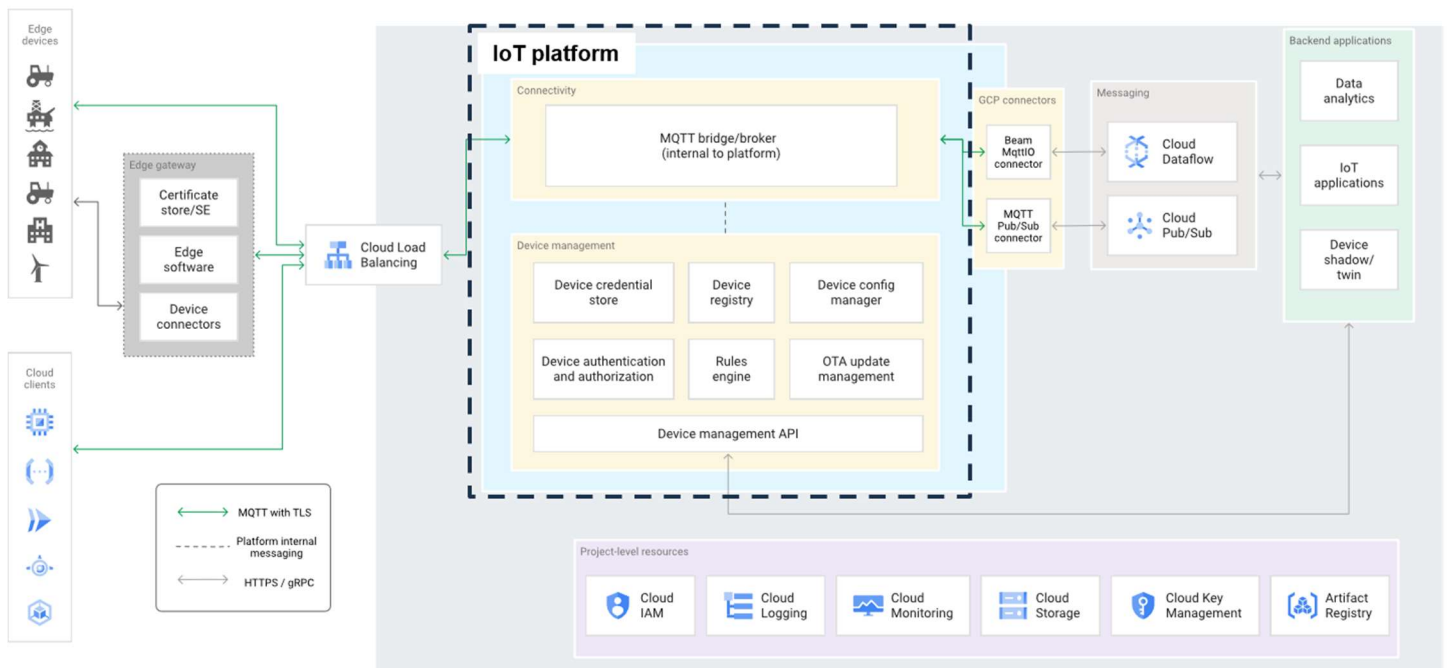 Edge
devices
Edge gateway
Certificate
store/SE
Edge
software
Device
connectors
Cloud
clients
Cloud Load
Balancing
MQTT with TLS
Platform internal
messaging
HTTPS / gRPC
IoT platform
Connectivity
MQTT bridge/broker
(internal to platform)
Device management
Device credential
store
Device
registry
Device config
manager
Device authentication
and authorization
Rules
engine
OTA update
management
Device management API
GCP connectors
Beam
MqttIO
connector
MQTT
Pub/Sub
connector
Messaging
Cloud
Dataflow
Cloud
Pub/Sub
Backend applications
Data
analytics
IoT
applications
Device
shadow/
twin
Project-level resources
Cloud
IAM
Cloud
Logging
Cloud
Monitoring
Cloud
Storage
Cloud Key
Management
Artifact
Registry